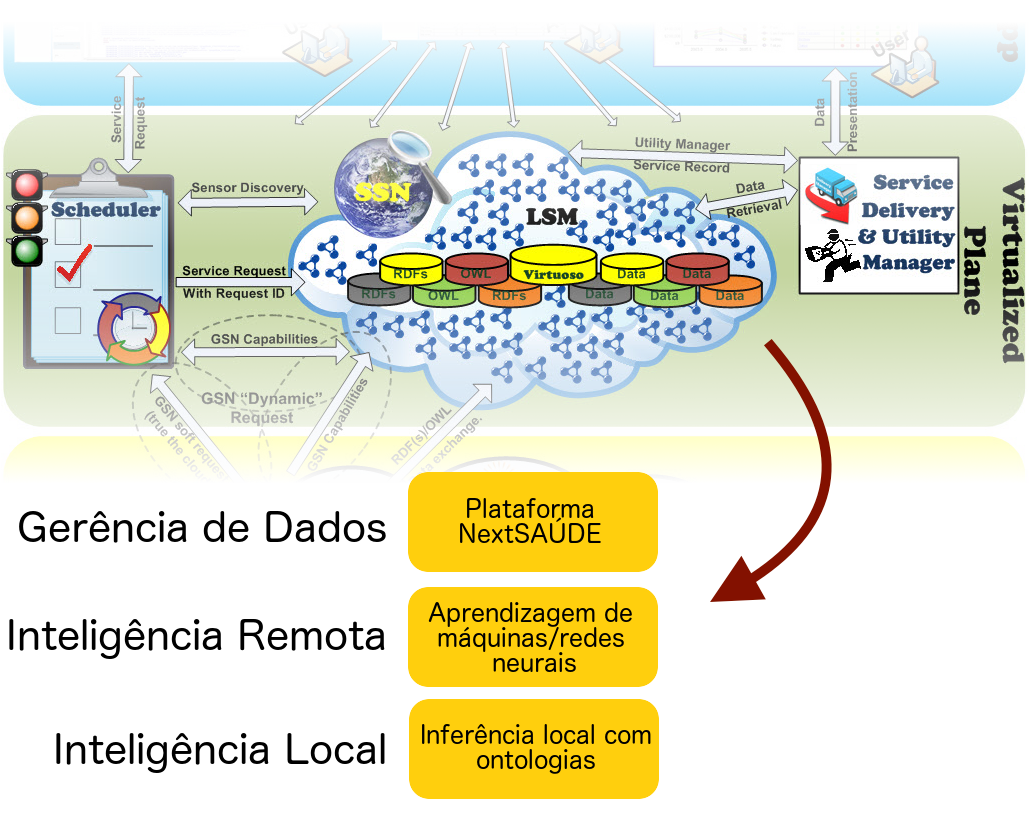 User
Service
Request
Data
Presentation
Utility Manager
Service Record
Data
Retrieval
Sensor Discovery
SSN
LSM
Scheduler
Service
Delivery
& Utility
Manager
Virtualized
Plane
RDFs
OWL
Virtuoso
Data
Data
RDFs
OWL
RDFs
Data
Data
Data
Service Request
With Request ID
GSN Capabilities
GSN “Dynamic”
Request
GSN soft reque
(true the clou
GSN Capabilities
RDF(s)/OWL
a exchange.
Gerência de Dados
Plataforma
NextSAÚDE
Inteligência Remota
Aprendizagem de
máquinas/redes
neurais
Inteligência Local
Inferência local com
ontologias